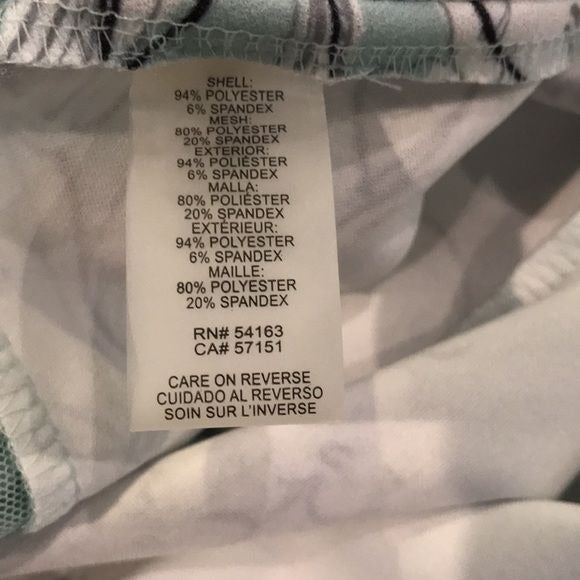 SHELL:
94% POLYESTER
6% SPANDEX
MESH:
80% POLYESTER
20% SPANDEX
EXTERIOR:
94% POLIÉSTER
6% SPANDEX
MALLA:
80% POLIÉSTER
20% SPANDEX
EXTÉRIEUR:
94% POLYESTER
6% SPANDEX
MAILLE:
80% POLYESTER
20% SPANDEX
RN# 54163
CA# 57151
CARE ON REVERSE
CUIDADO AL REVERSO
SOIN SUR L'INVERSE